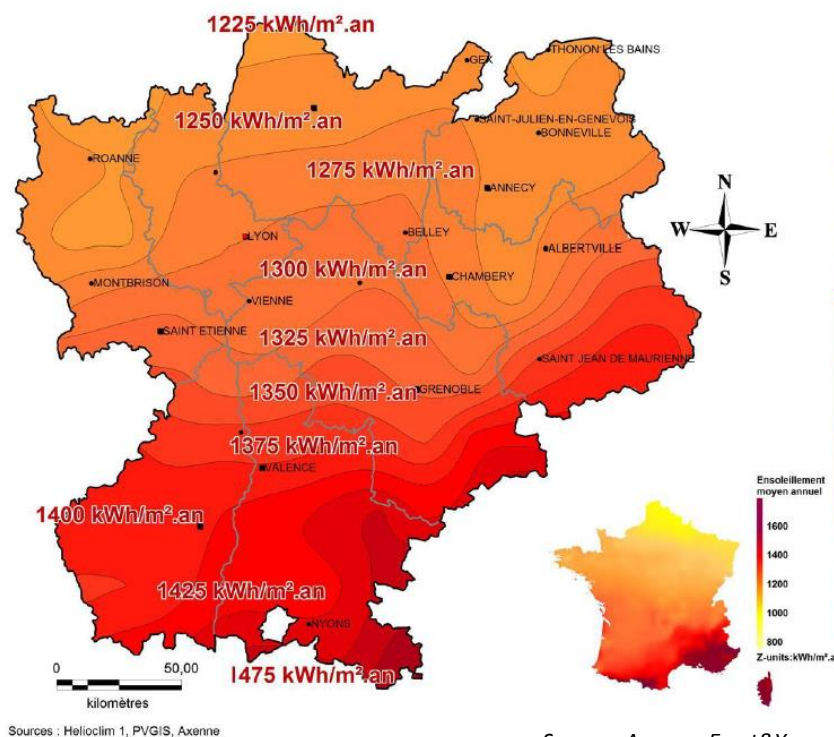 1225 kWh/m².an
THONON LES BAINS
GEX
1250 kWh/m².an
SAINT-JULIEN-EN-GENEVOIS
BONNEVILLE
ROANNE
1275 kWh/m².an
ANNECY
N
W E
S
LYON
BELLEY
ALBERTVILLE
1300 kWh/m².an
CHAMBERY
MONTBRISON
VIENNE
SAINT ETIENNE
1325 kWh/m².an
SAINT JEAN DE MAURIENNE
1350 kWh/m².an
GRENOBLE
1375 kWh/m².an
VALENCE
1400 kWh/m².an
Ensoleillement
moyen annuel
1600
1400
1200
1000
800
Z-units:kWh/m².a
1425 kWh/m².an
NYONS
1475 kWh/m².an
0 50,00
kilomètres
Sources : Helioclim 1, PVGIS, Axenne